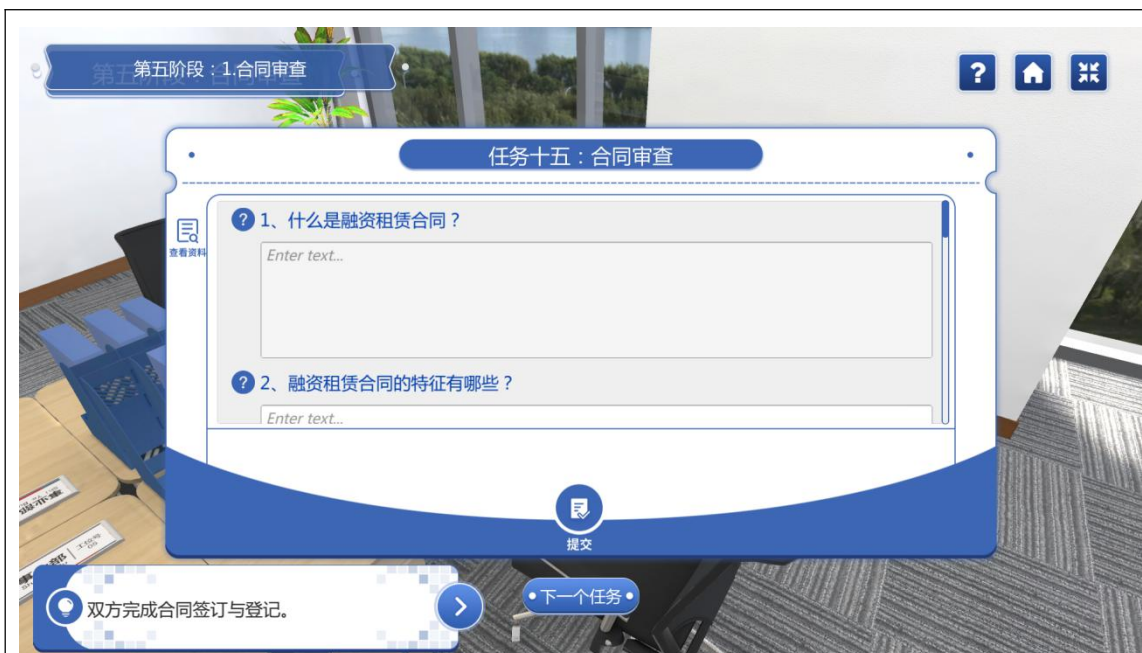 第五阶段：1.合同审查
任务十五：合同审查
查看资料
1、什么是融资租赁合同？
Enter text...
2、融资租赁合同的特征有哪些？
Enter text...
提交
双方完成合同签订与登记。
下一个任务